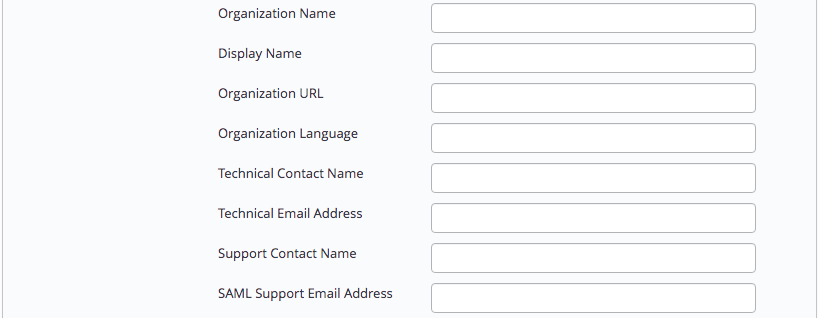 Organization Name
Display Name
Organization URL
Organization Language
Technical Contact Name
Technical Email Address
Support Contact Name
SAML Support Email Address